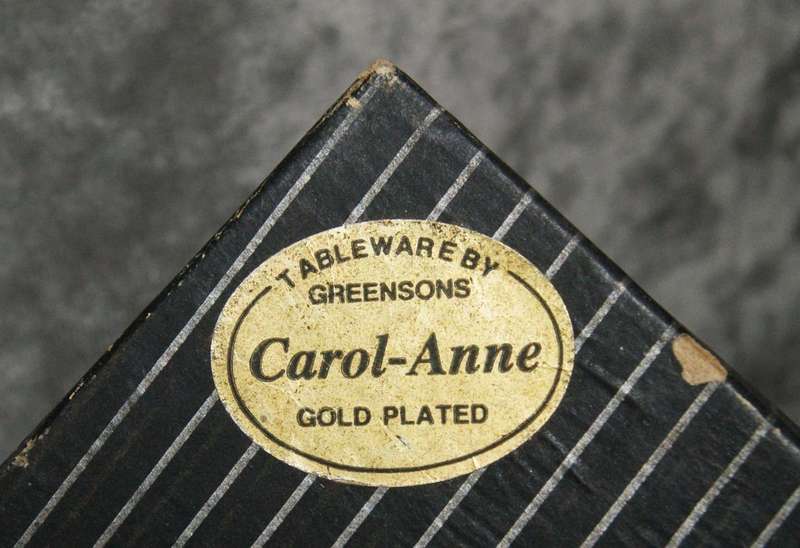 TABLEWARE BY
GREENSONS
Carol-Anne
GOLD PLATED